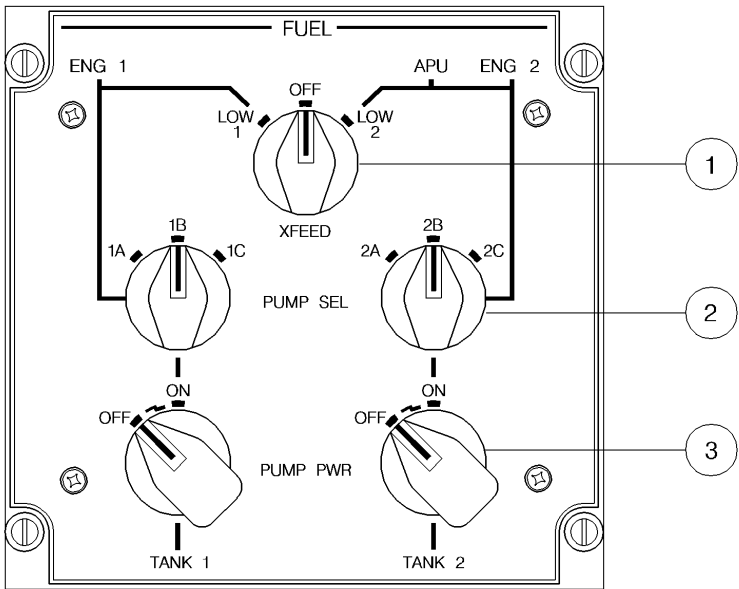 FUEL
ENG 1
OFF
APU
ENG 2
LOW 1
LOW 2
1
XFEED
1A
1B
1C
2A
2B
2C
PUMP SEL
2
OFF
ON
OFF
ON
PUMP PWR
3
TANK 1
TANK 2